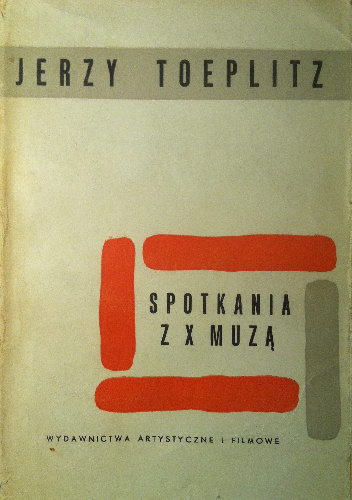 JERZY TOEPLITZ
SPOTKANIA
Z X MUZĄ
WYDAWNICTWA ARTYSTYCZNE I FILMOWE